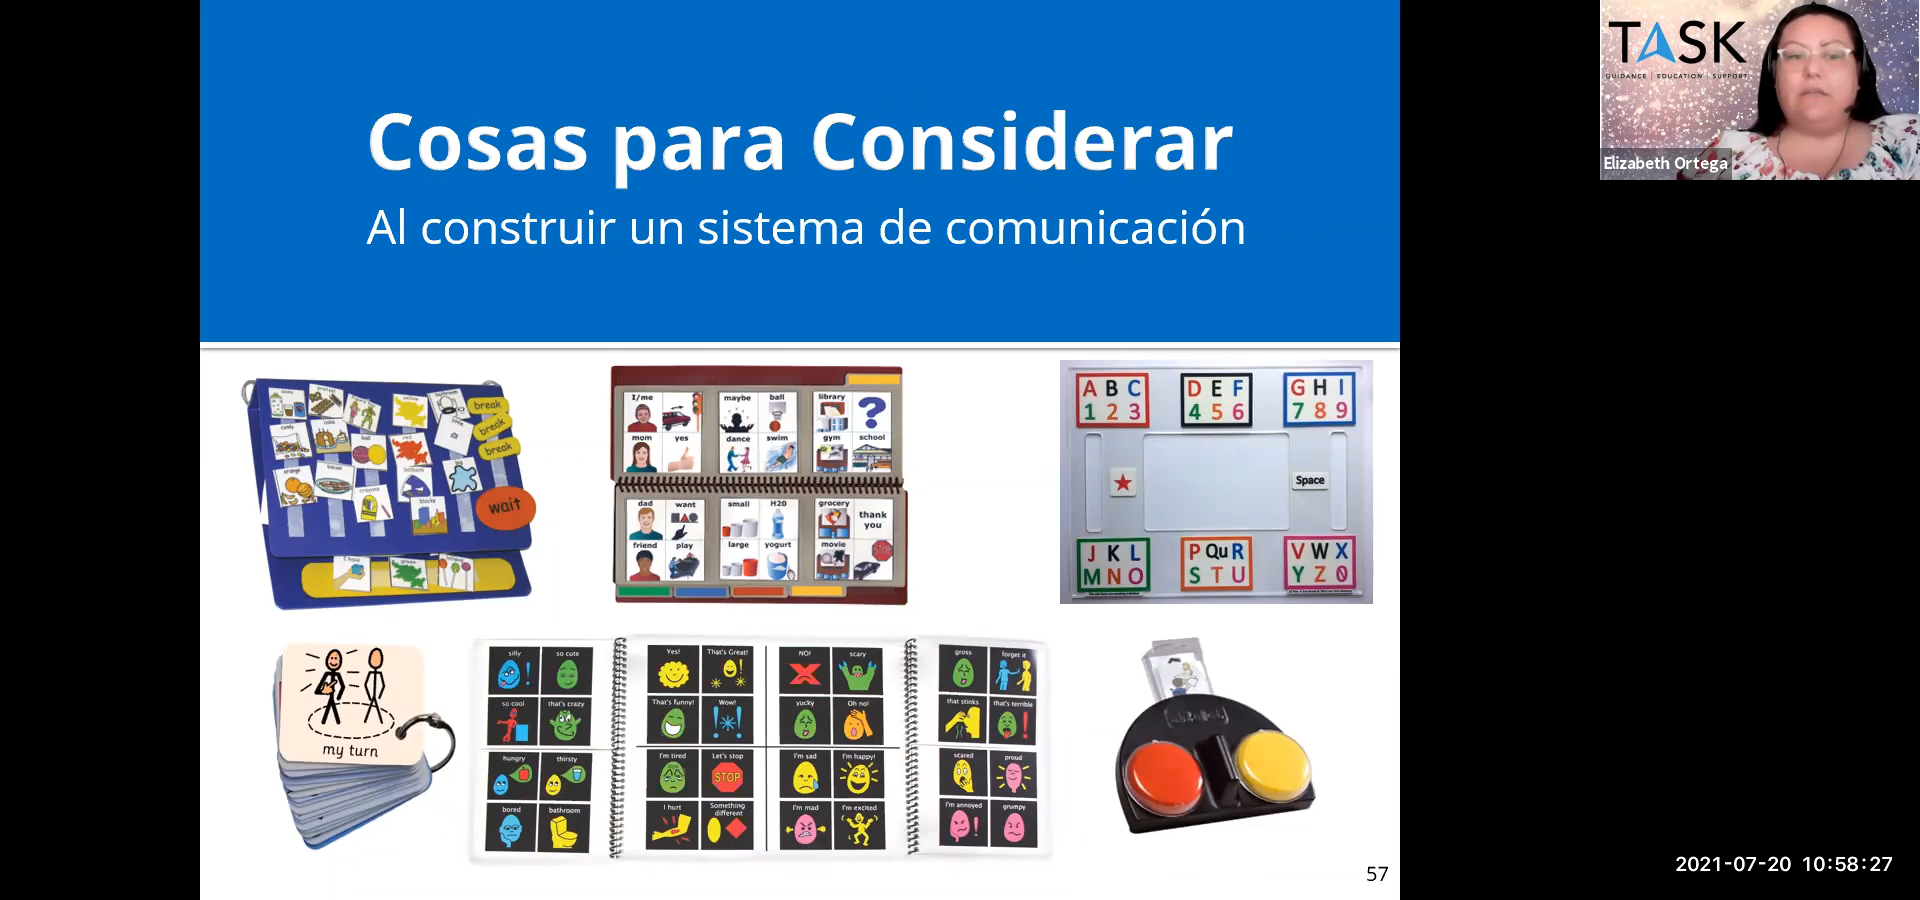 Cosas para Considerar
Al construir un sistema de comunicación
TASK
GUIDANCE | EDUCATION | SUPPORT
Elizabeth Ortega
break
break
break
wait
I/me
mom yes
maybe ball
dance swim
library
gym school
dad want
friend play
small H20
large yogurt
grocery thank you
movie
A B C
1 2 3
D E F
4 5 6
G H I
7 8 9
Space
J K L
M N O
P Qu R
S T U
V W X
Y Z 0
my turn
silly so cute
so cool that's crazy
hungry thirsty
bored bathroom
Yes! That's Great!
That's funny! Wow!
I'm tired Let's stop
STOP
I hurt Something different
NO! scary
yucky Oh no!
I'm sad I'm happy!
I'm mad I'm excited
gross forget it
that stinks that's terrible
scared proud
I'm annoyed grumpy
57
2021-07-20 10:58:27